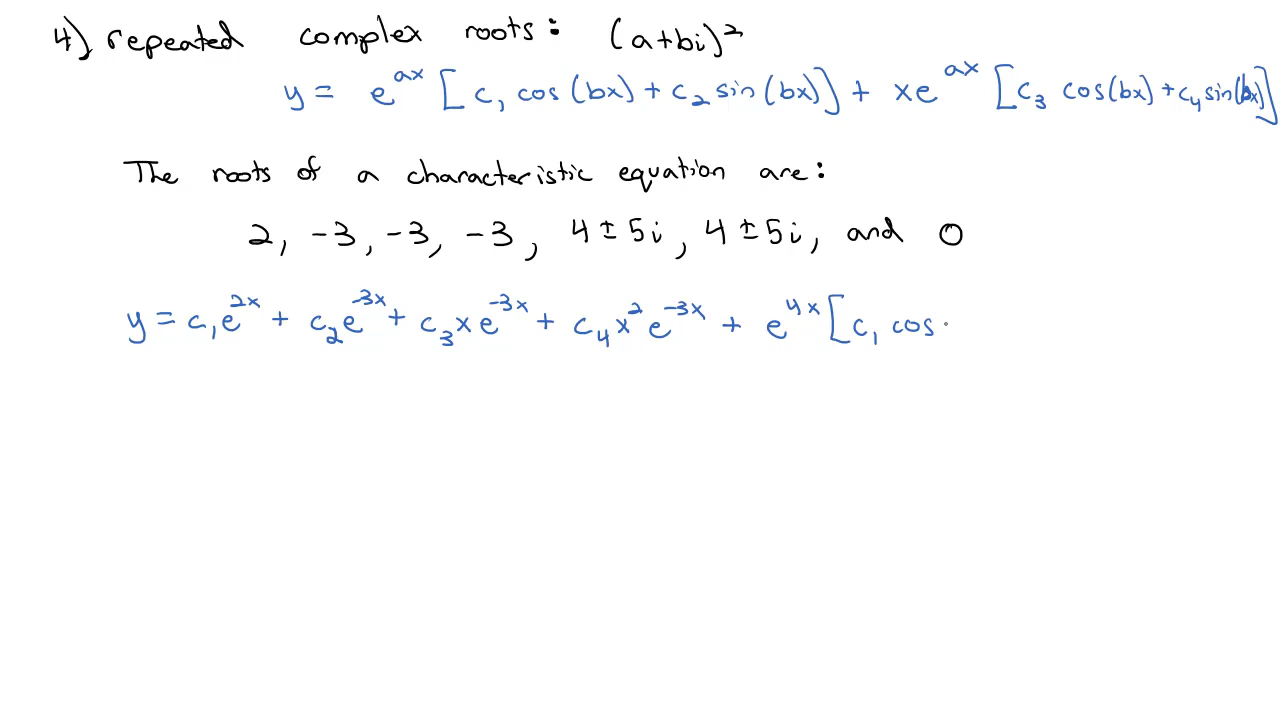 4) repeated complex roots: (a+bi)²
y = e^{ax} [c₁ cos(bx) + c₂ sin(bx)] + xe^{ax} [c₃ cos(bx) + c₄ sin(bx)]
The roots of a characteristic equation are:
2, -3, -3, -3, 4 ± 5i, 4 ± 5i, and 0
y = c₁e^{2x} + c₂e^{-3x} + c₃xe^{-3x} + c₄x²e^{-3x} + e^{4x} [c₁ cos